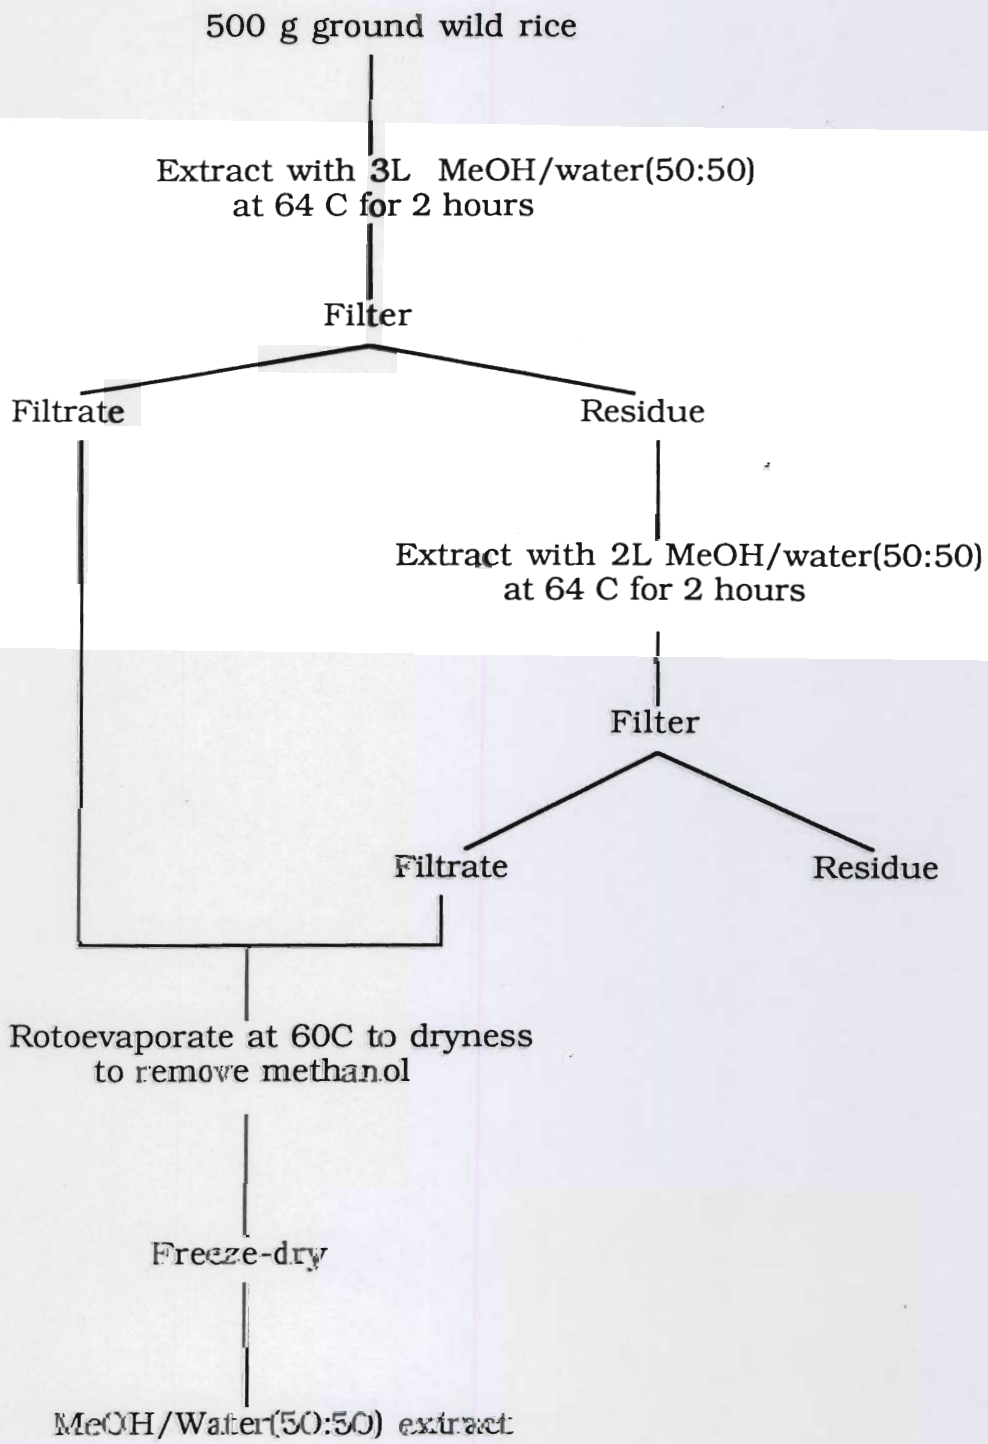 500 g ground wild rice
Extract with 3L MeOH/water(50:50)
at 64 C for 2 hours
Filter
Filtrate
Residue
Extract with 2L MeOH/water(50:50)
at 64 C for 2 hours
Filter
Filtrate
Residue
Rotoevaporate at 60C to dryness
to remove methanol
Freeze-dry
MeOH/Water(50:50) extract